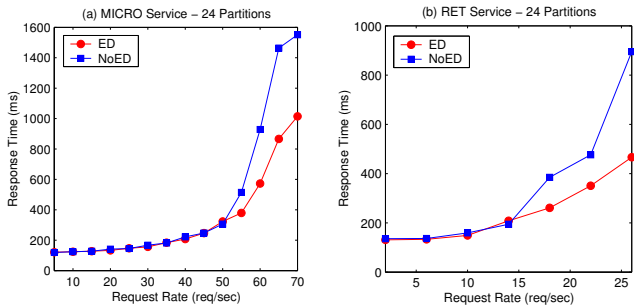 (a) MICRO Service − 24 Partitions
1600
1400
1200
1000
800
600
400
200
0
10 20 30 40 50 60 70
Response Time (ms)
Request Rate (req/sec)
ED
NoED
(b) RET Service − 24 Partitions
1000
800
600
400
200
0
5 10 15 20 25
Response Time (ms)
Request Rate (req/sec)
ED
NoED